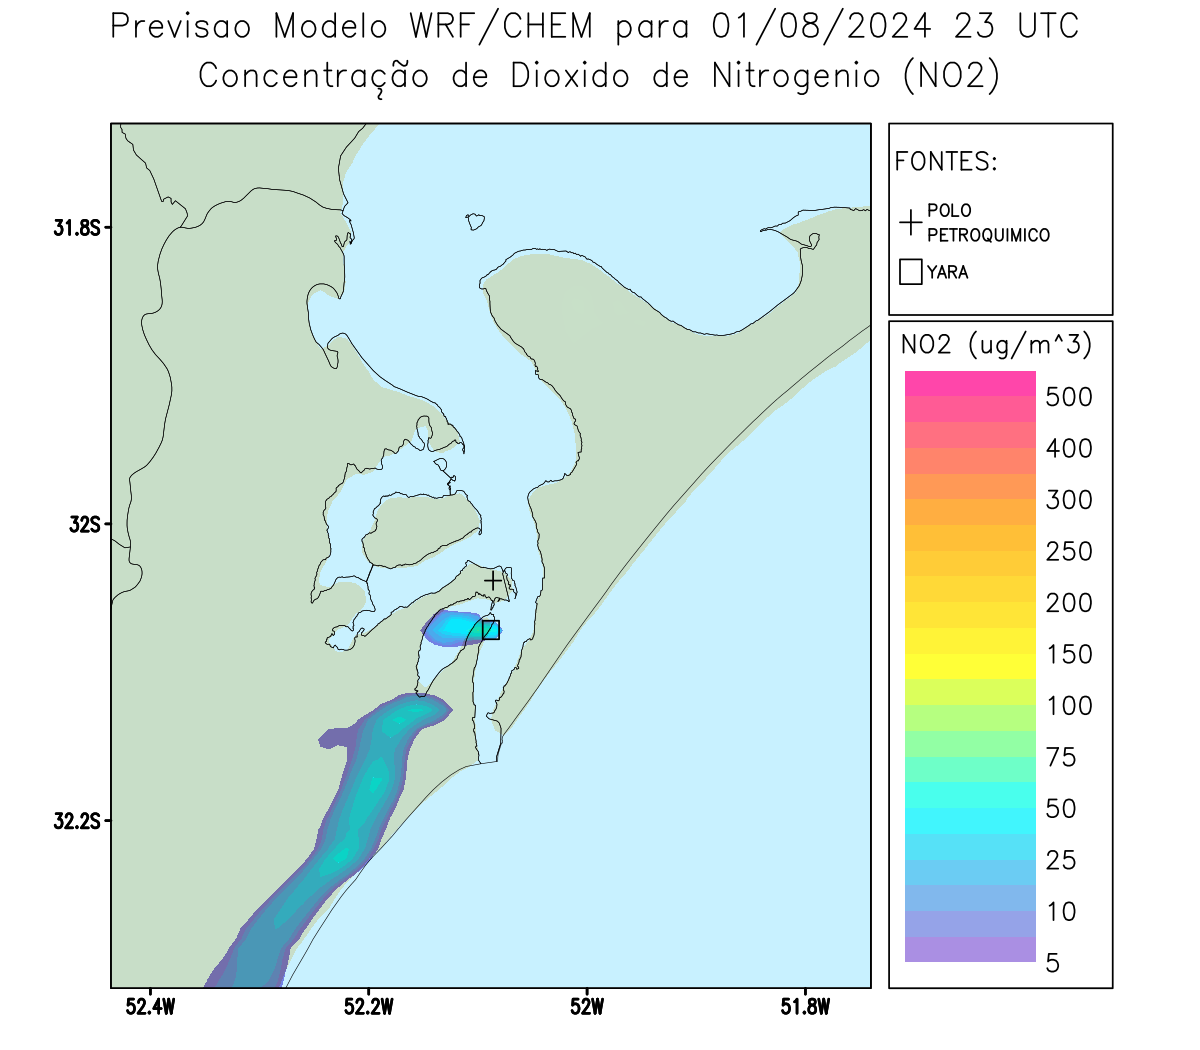 Previsao Modelo WRF/CHEM para 01/08/2024 23 UTC
Concentração de Dioxido de Nitrogenio (NO2)
31.8S
32S
32.2S
52.4W
52.2W
52W
51.8W
FONTES:
POLO
PETROQUIMICO
YARA
NO2 (ug/m^3)
500
400
300
250
200
150
100
75
50
25
10
5